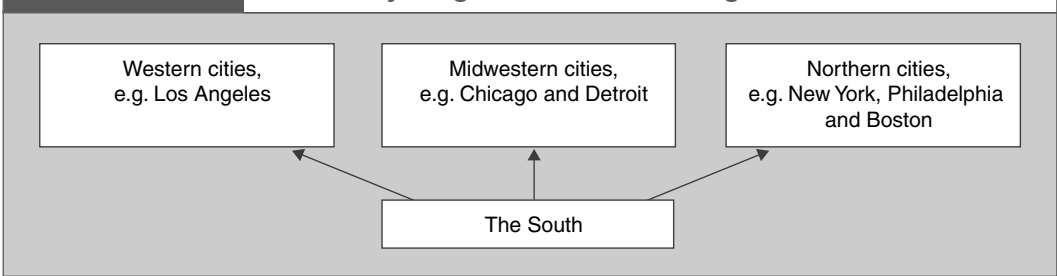 Western cities,
e.g. Los Angeles
Midwestern cities,
e.g. Chicago and Detroit
Northern cities,
e.g. New York, Philadelphia
and Boston
The South